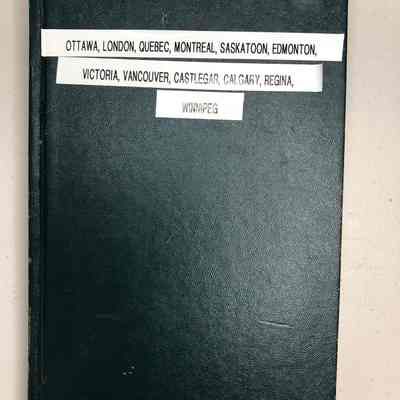 OTTAWA, LONDON, QUEBEC, MONTREAL, SASKATOON, EDMONTON,
VICTORIA, VANCOUVER, CASTLEGAR, CALGARY, REGINA,
WINNIPEG